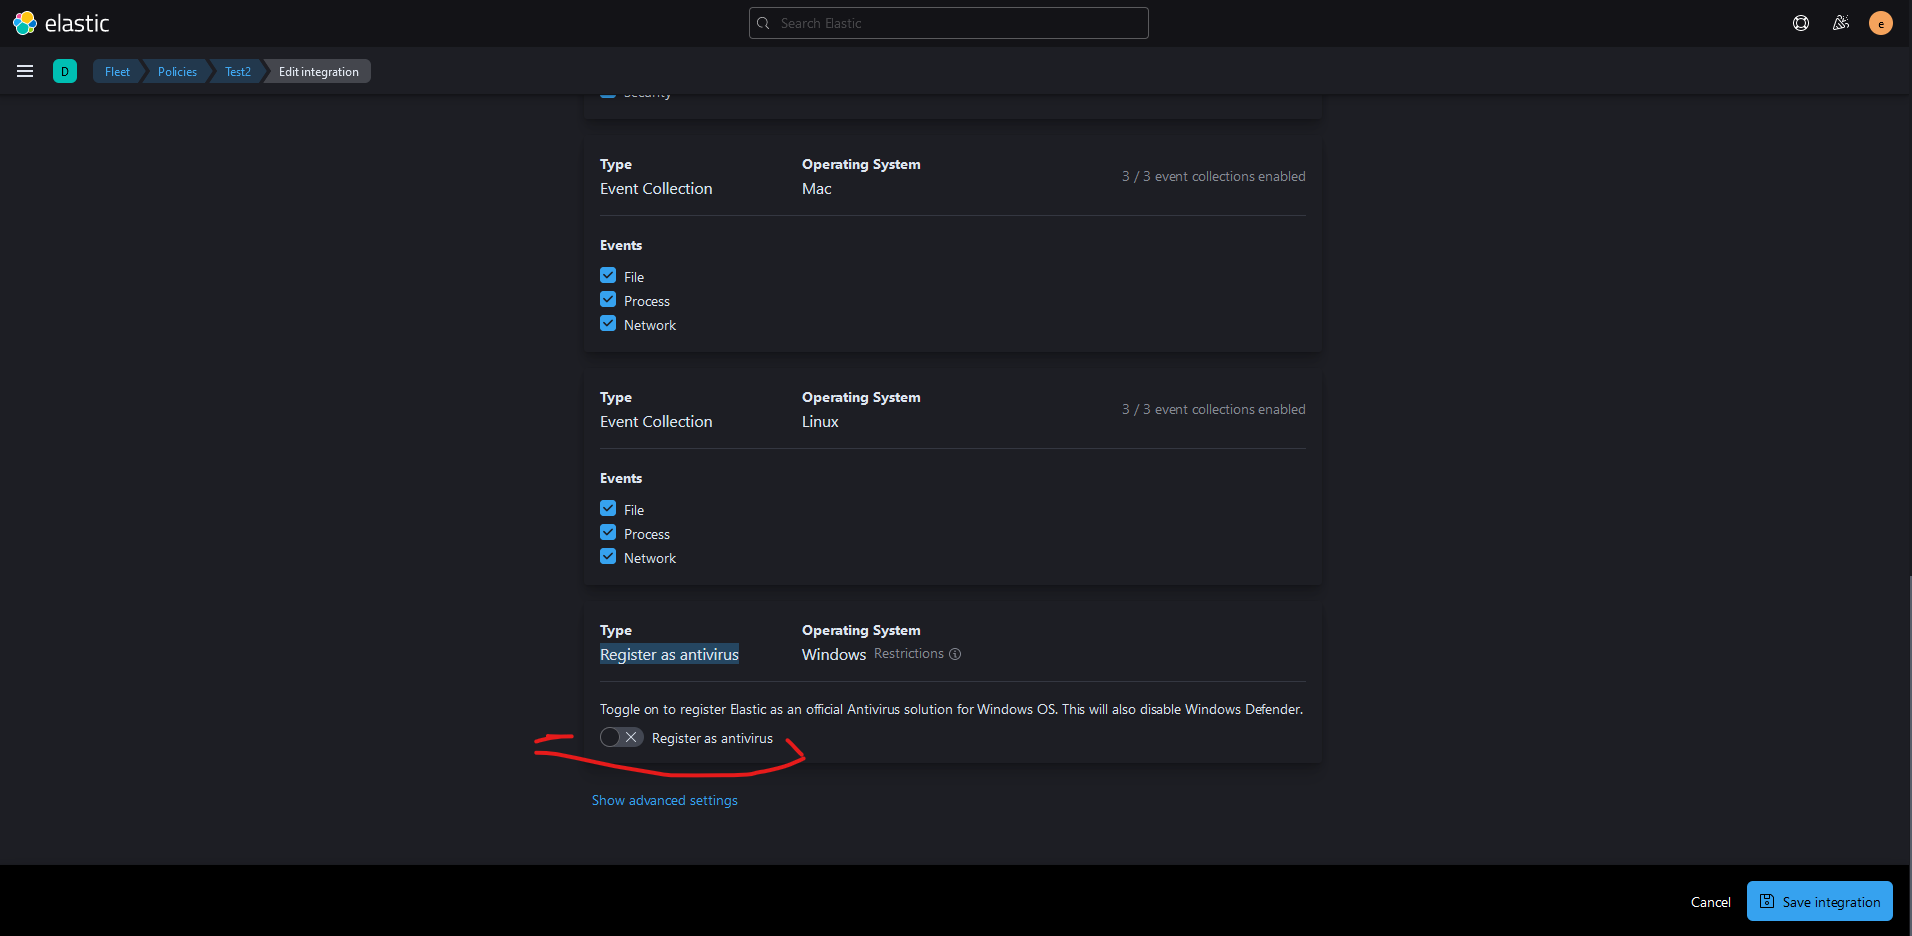 elastic
Search Elastic
e
D
Fleet
Policies
Test2
Edit integration
Security
Type
Operating System
3 / 3 event collections enabled
Event Collection
Mac
Events
File
Process
Network
Type
Operating System
3 / 3 event collections enabled
Event Collection
Linux
Events
File
Process
Network
Type
Operating System
Register as antivirus
Windows Restrictions
Toggle on to register Elastic as an official Antivirus solution for Windows OS. This will also disable Windows Defender.
Register as antivirus
Show advanced settings
Cancel
Save integration